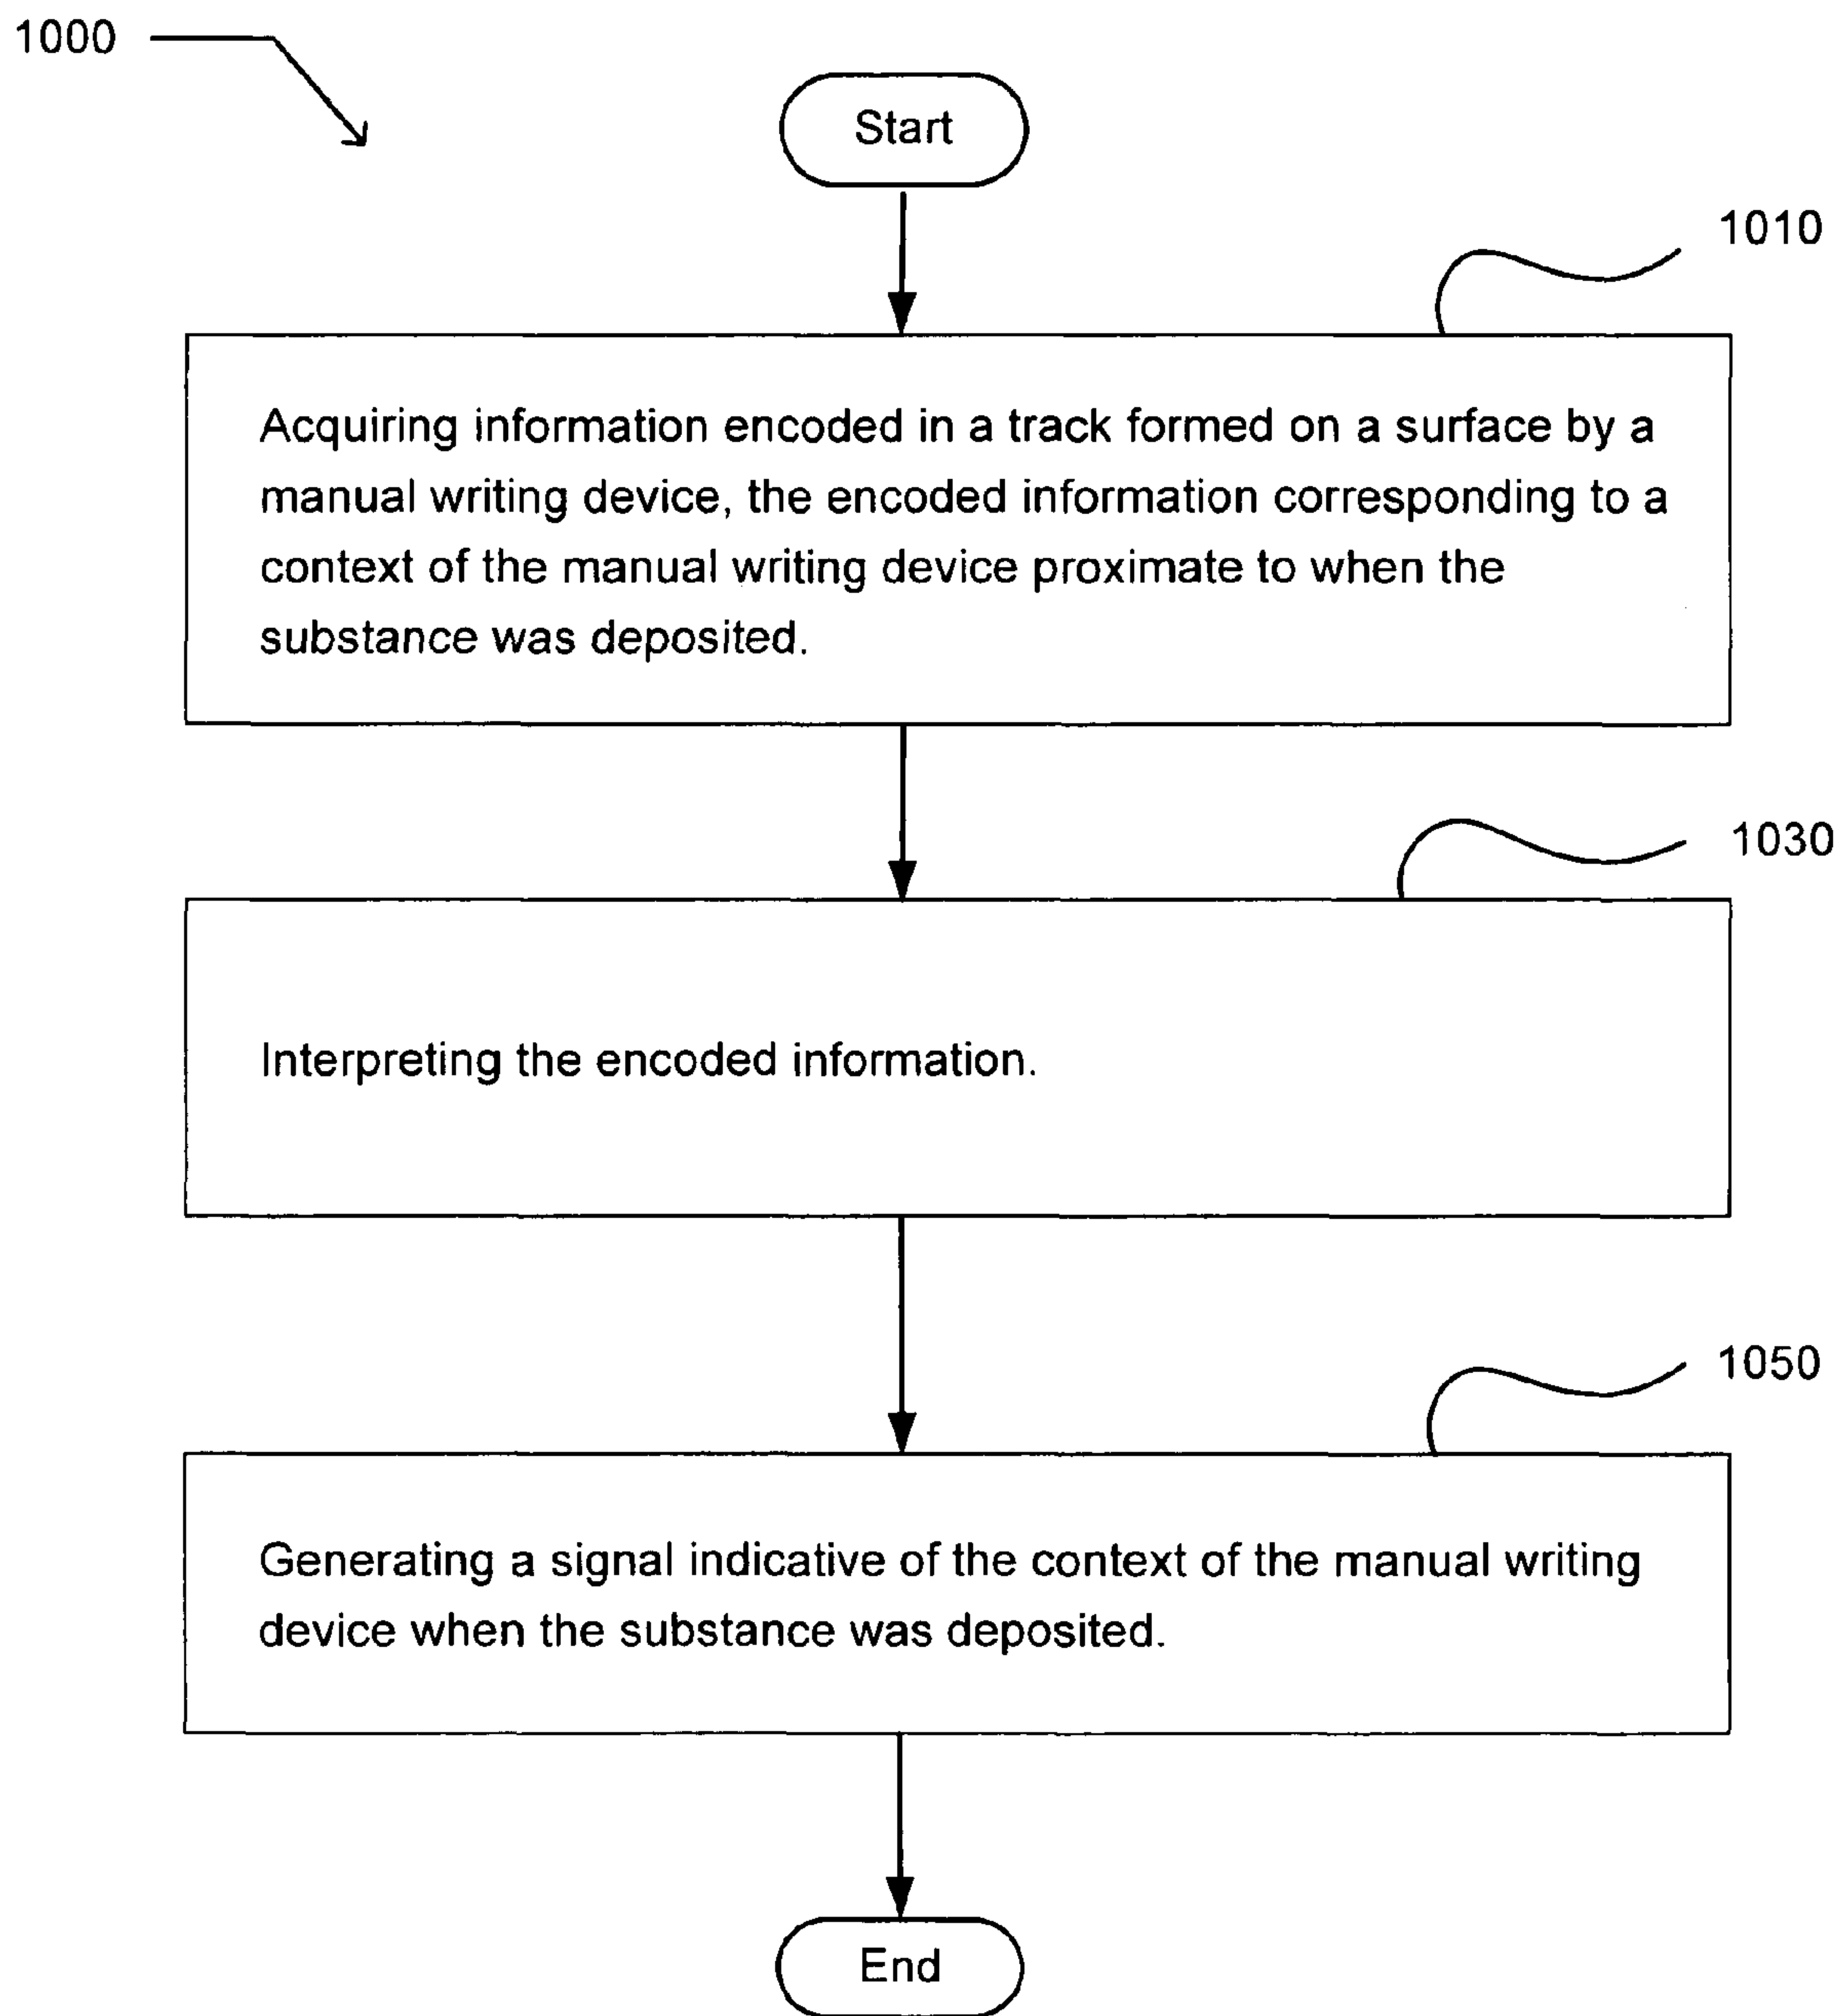 1000
Start
1010
Acquiring information encoded in a track formed on a surface by a
manual writing device, the encoded information corresponding to a
context of the manual writing device proximate to when the
substance was deposited.
1030
Interpreting the encoded information.
1050
Generating a signal indicative of the context of the manual writing
device when the substance was deposited.
End